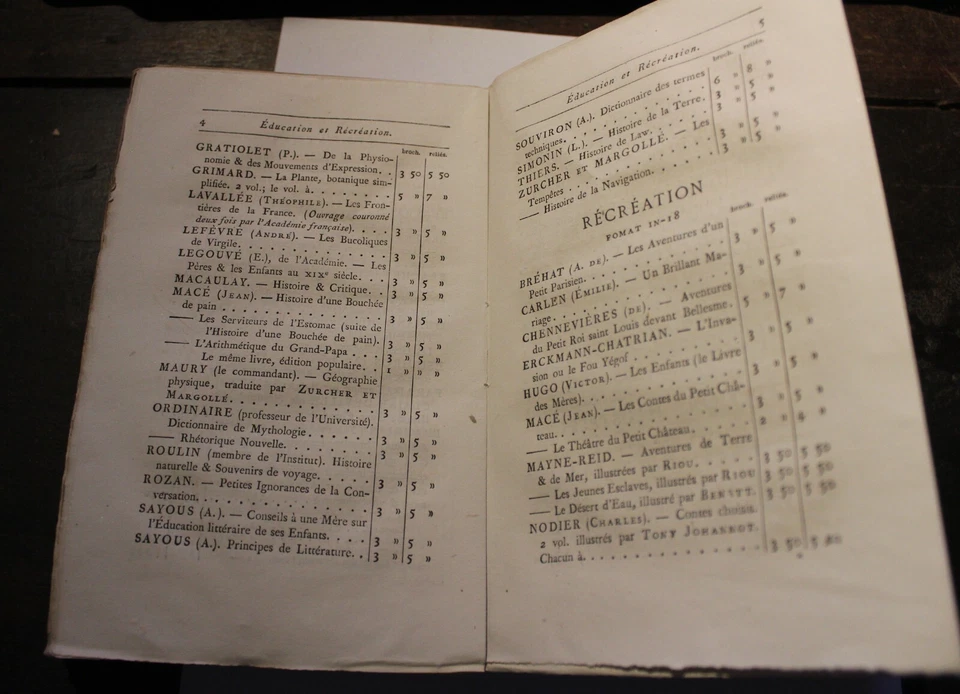 4 Éducation et Récréation.
broch. reliés.
GRATIOLET (P.). — De la Physio-
nomie & des Mouvements d'Expression. . 3 50 5 50
GRIMARD. — La Plante, botanique sim-
plifiée. 2 vol.; le vol. à. . . . . . . . 5 » 7 »
LAVALLÉE (Théophile). — Les Fron-
tières de la France. (Ouvrage couronné
deux fois par l'Académie française). . . . 3 » 5 »
LEFÈVRE (André). — Les Bucoliques
de Virgile. . . . . . . . . . . . 3 » 5 »
LEGOUVÉ (E.), de l'Académie. — Les
Pères & les Enfants au XIXe siècle. . . . 3 » 5 »
MACAULAY. — Histoire & Critique. . . 3 » 5 »
MACÉ (Jean). — Histoire d'une Bouchée
de pain . . . . . . . . . . . . . 3 » 5 »
— Les Serviteurs de l'Estomac (suite de
l'Histoire d'une Bouchée de pain). . 3 » 5 »
— L'Arithmétique du Grand-Papa . . . 3 » 5 »
Le même livre, édition populaire. . 1 » » »
MAURY (le commandant). — Géographie
physique, traduite par Zurcher et
Margollé. . . . . . . . . . . . . 3 » 5 »
ORDINAIRE (professeur de l'Université).
Dictionnaire de Mythologie . . . . . . 3 » 5 »
— Rhétorique Nouvelle. . . . . . . . 3 » 5 »
ROULIN (membre de l'Institut). Histoire
naturelle & Souvenirs de voyage. . . . . 3 » 5 »
ROZAN. — Petites Ignorances de la Con-
versation. . . . . . . . . . . . . 3 » 5 »
SAYOUS (A.). — Conseils à une Mère sur
l'Éducation littéraire de ses Enfants. . . . 3 » 5 »
SAYOUS (A.). Principes de Littérature. . . 3 » 5 »
Éducation et Récréation. 5
broch. reliés.
SOUVIRON (A.). Dictionnaire des termes
techniques. . . . . . . . . . . . 6 » 8 »
SIMONIN (L.). — Histoire de la Terre. 3 » 5 »
THIERS. — Histoire de Law. . . . . . 3 » 5 »
ZURCHER ET MARGOLLÉ. — Les
Tempêtes . . . . . . . . . . . . 3 » 5 »
— Histoire de la Navigation. . . . . . 3 » 5 »
RÉCRÉATION
FOMAT IN-18
broch. reliés.
BRÉHAT (A. de). — Les Aventures d'un
Petit Parisien. . . . . . . . . . . 3 » 5 »
CARLEN (Émilie). — Un Brillant Ma-
riage. . . . . . . . . . . . . . 3 » 5 »
CHENNEVIÈRES (de). — Aventures
du Petit Roi saint Louis devant Bellesme. 5 » 7 »
ERCKMANN-CHATRIAN. — L'Inva-
sion ou le Fou Yégof . . . . . . . . 3 » 5 »
HUGO (Victor). — Les Enfants (le Livre
des Mères). . . . . . . . . . . . 3 » 5 »
MACÉ (Jean). — Les Contes du Petit Châ-
teau. . . . . . . . . . . . . . . 3 » 5 »
— Le Théâtre du Petit Château. . . . . 2 » 4 »
MAYNE-REID. — Aventures de Terre
& de Mer, illustrées par Riou. . . . . . 3 50 5 50
— Les Jeunes Esclaves, illustrés par Riou 3 50 5 50
— Le Désert d'Eau, illustré par Benett. 3 50 5 50
NODIER (Charles). — Contes choisis.
2 vol. illustrés par Tony Johannot.
Chacun à. . . . . . . . . . . . . 3 50 5 50